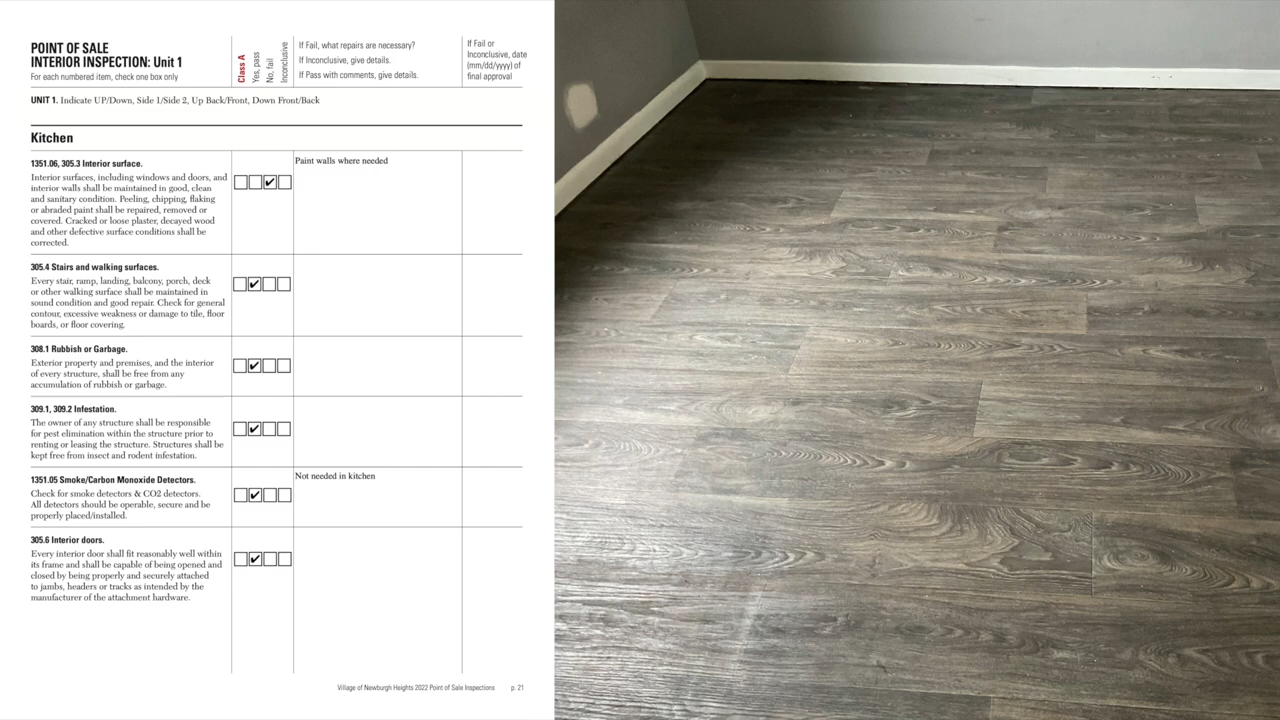 POINT OF SALE
INTERIOR INSPECTION: Unit 1
For each numbered item, check one box only
Class A
Yes, pass
No, fail
Inconclusive
If Fail, what repairs are necessary?
If Inconclusive, give details.
If Pass with comments, give details.
If Fail or
Inconclusive, date
(mm/dd/yyyy) of
final approval
UNIT 1. Indicate UP/Down, Side 1/Side 2, Up Back/Front, Down Front/Back
Kitchen
1351.06, 305.3 Interior surface.
Interior surfaces, including windows and doors, and
interior walls shall be maintained in good, clean
and sanitary condition. Peeling, chipping, flaking
or abraded paint shall be repaired, removed or
covered. Cracked or loose plaster, decayed wood
and other defective surface conditions shall be
corrected.
Paint walls where needed
305.4 Stairs and walking surfaces.
Every stair, ramp, landing, balcony, porch, deck
or other walking surface shall be maintained in
sound condition and good repair. Check for general
contour, excessive weakness or damage to tile, floor
boards, or floor covering.
308.1 Rubbish or Garbage.
Exterior property and premises, and the interior
of every structure, shall be free from any
accumulation of rubbish or garbage.
309.1, 309.2 Infestation.
The owner of any structure shall be responsible
for pest elimination within the structure prior to
renting or leasing the structure. Structures shall be
kept free from insect and rodent infestation.
1351.05 Smoke/Carbon Monoxide Detectors.
Check for smoke detectors & CO2 detectors.
All detectors should be operable, secure and be
properly placed/installed.
Not needed in kitchen
305.6 Interior doors.
Every interior door shall fit reasonably well within
its frame and shall be capable of being opened and
closed by being properly and securely attached
to jambs, headers or tracks as intended by the
manufacturer of the attachment hardware.
Village of Newburgh Heights 2022 Point of Sale Inspections p. 21